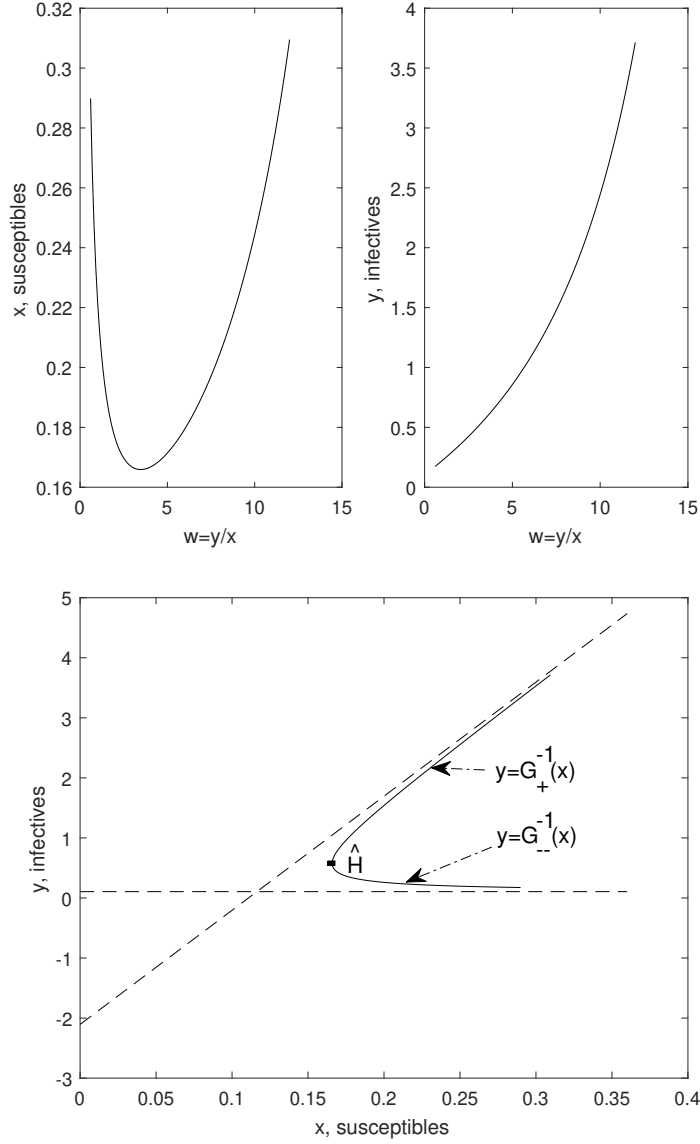 x, susceptibles
0.32
0.3
0.28
0.26
0.24
0.22
0.2
0.18
0.16
0 5 10 15
w=y/x
y, infectives
4
3.5
3
2.5
2
1.5
1
0.5
0
0 5 10 15
w=y/x
y, infectives
5
4
3
2
1
0
-1
-2
-3
y=G₊⁻¹(x)
y=G₋₋⁻¹(x)
Ĥ
0 0.05 0.1 0.15 0.2 0.25 0.3 0.35 0.4
x, susceptibles